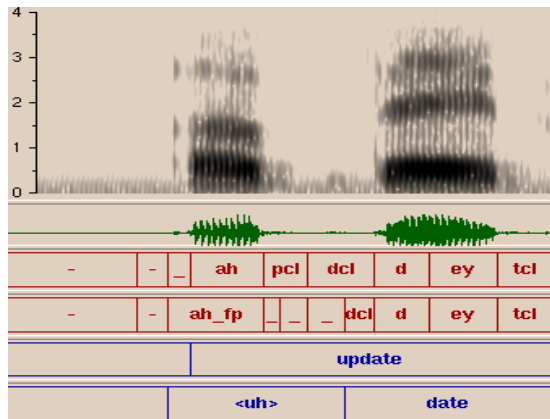 4
3
2
1
0
- - _ ah pcl dcl d ey tcl
- - ah_fp _ _ _ dcl d ey tcl
update
<uh> date